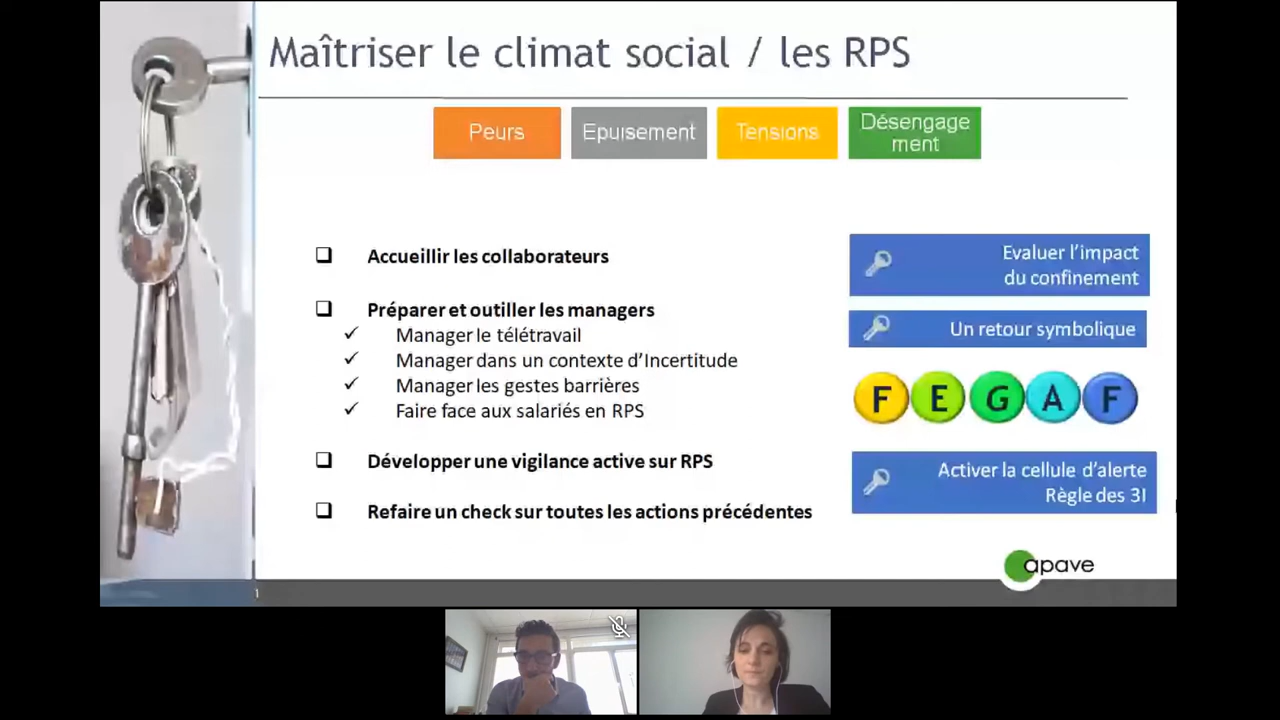 Maîtriser le climat social / les RPS
Peurs
Epuisement
Tensions
Désengage
ment
❑ Accueillir les collaborateurs
❑ Préparer et outiller les managers
✓ Manager le télétravail
✓ Manager dans un contexte d’Incertitude
✓ Manager les gestes barrières
✓ Faire face aux salariés en RPS
❑ Développer une vigilance active sur RPS
❑ Refaire un check sur toutes les actions précédentes
Evaluer l’impact
du confinement
Un retour symbolique
F E G A F
Activer la cellule d’alerte
Règle des 3I
apave
1